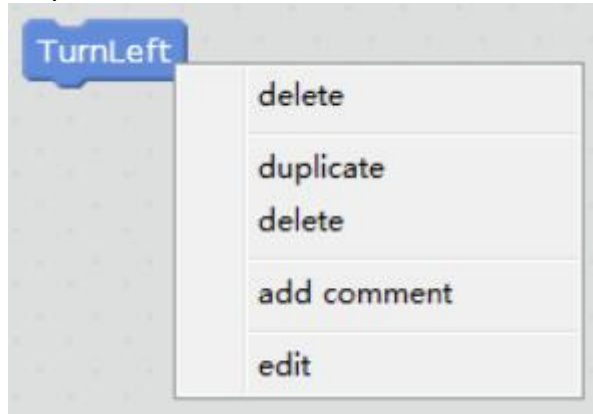 TurnLeft
delete
duplicate
delete
add comment
edit